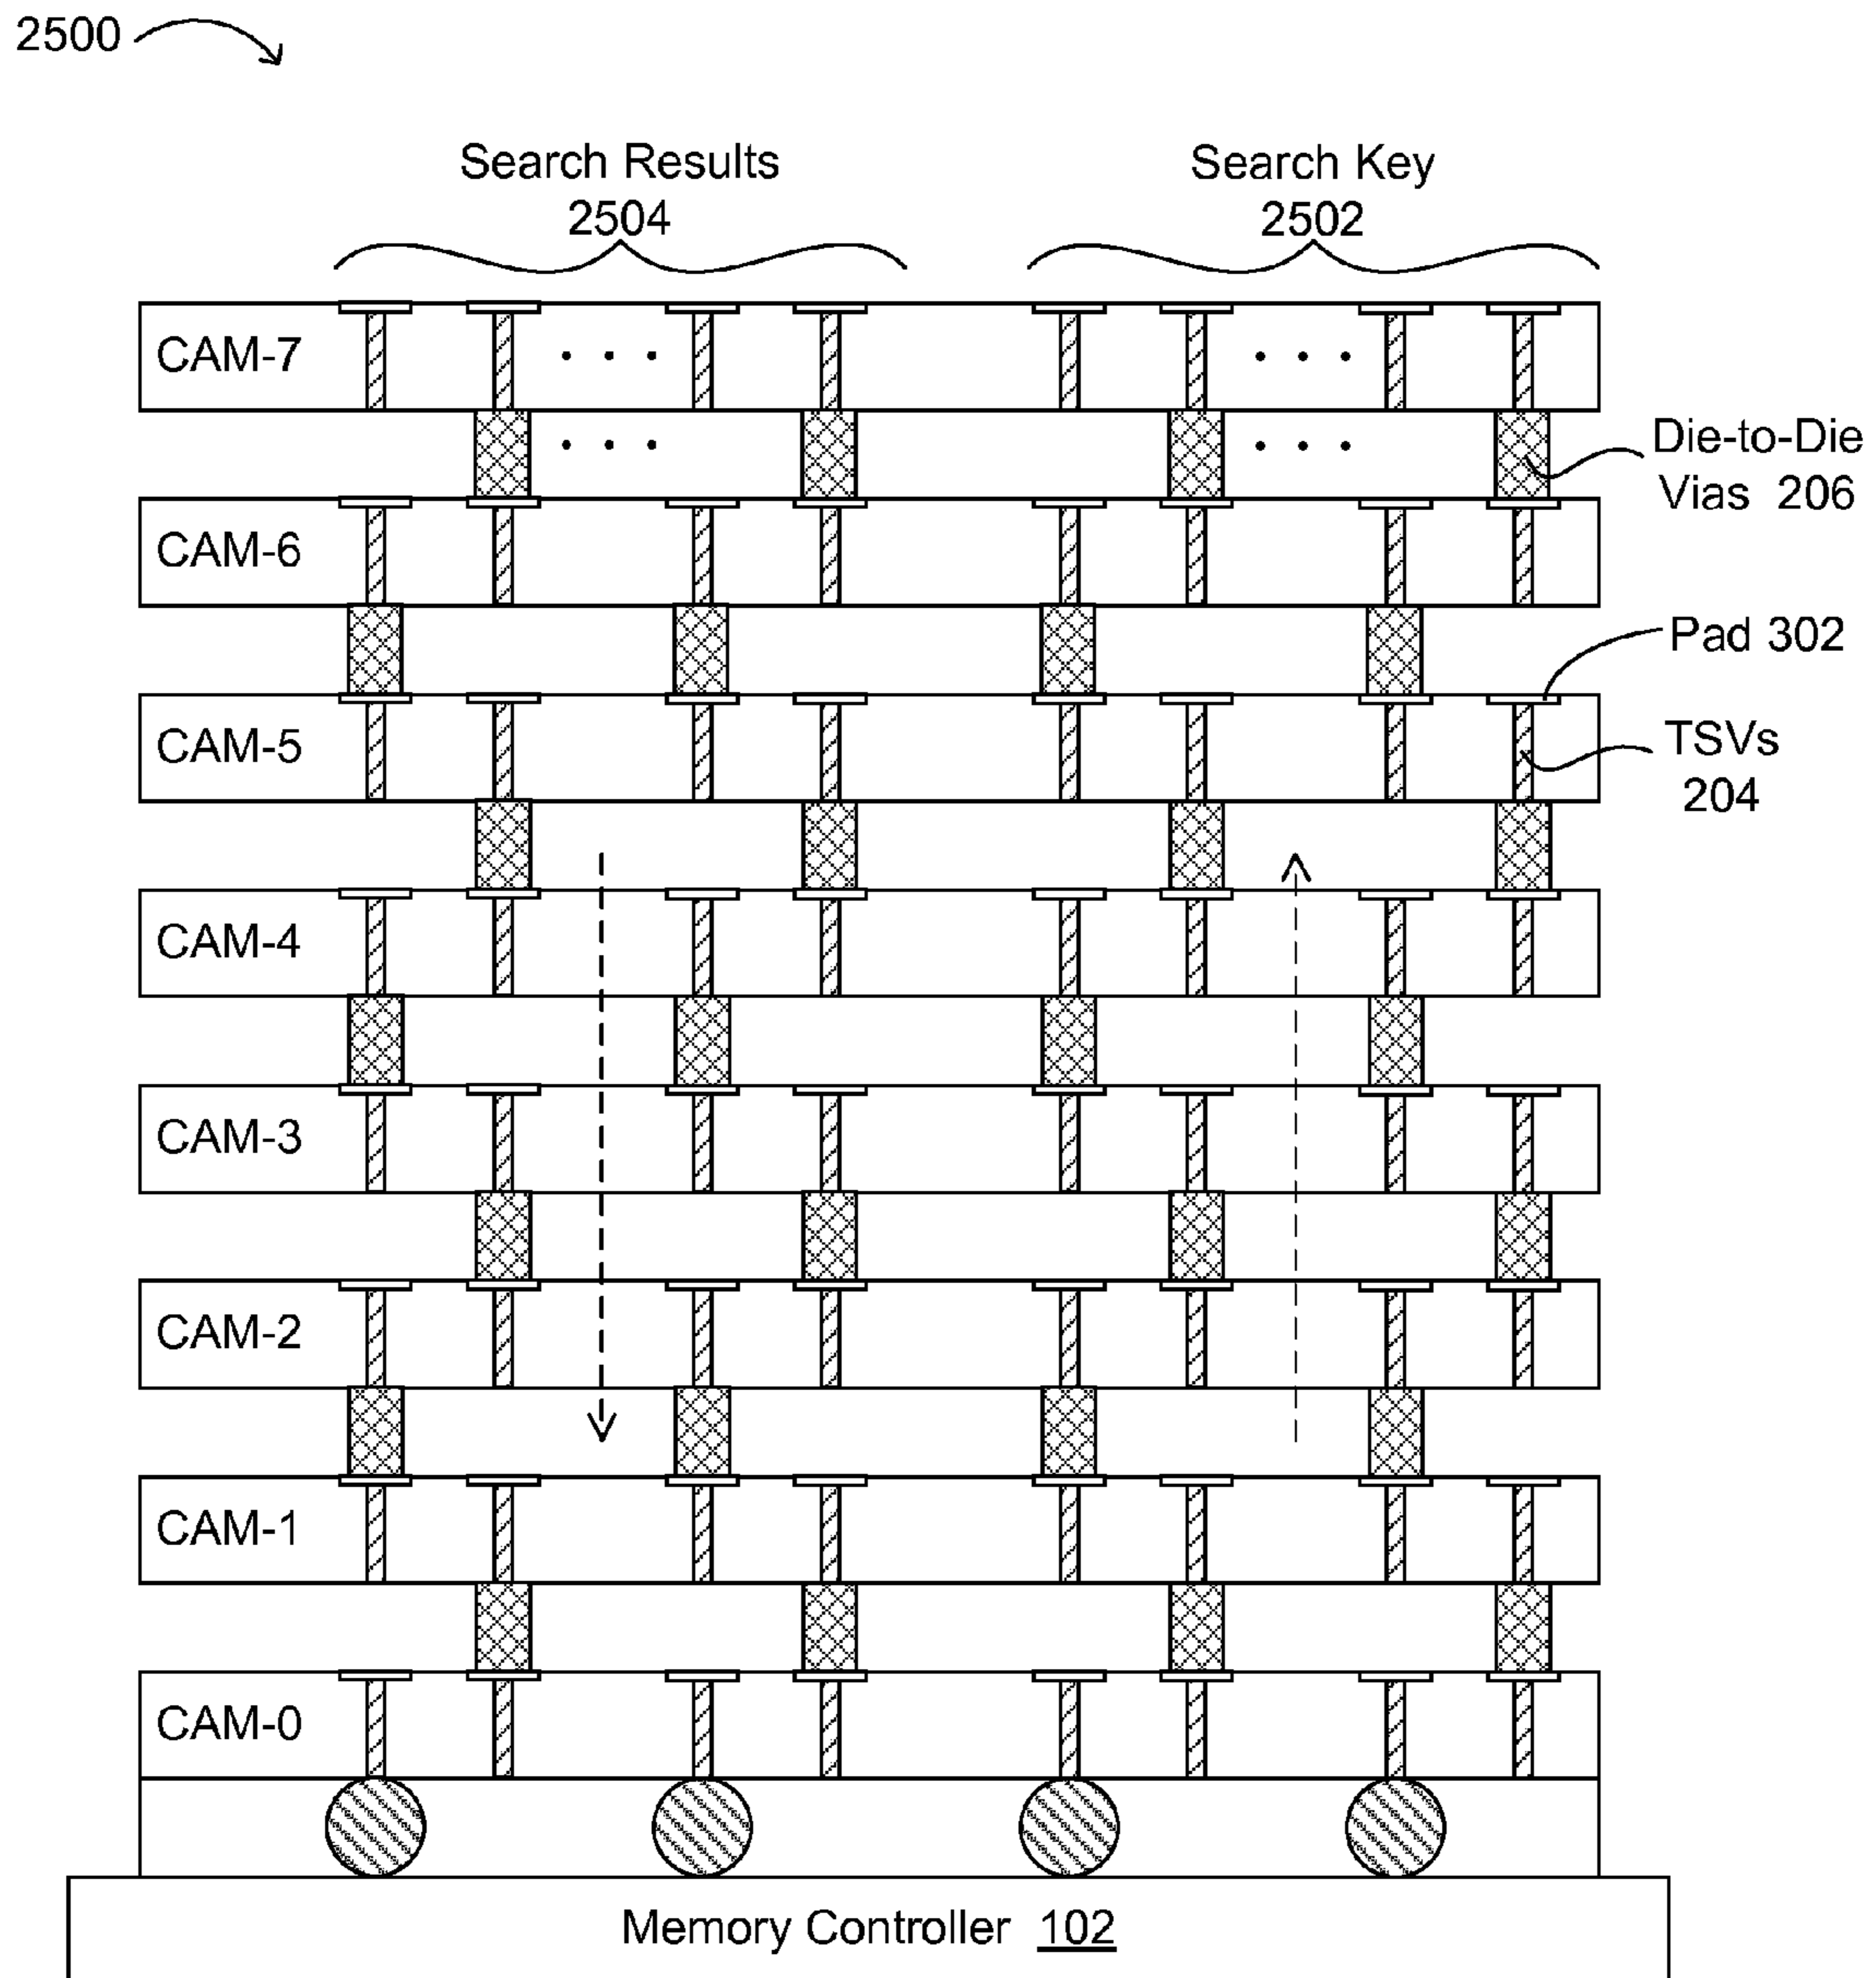 2500
Search Results
2504
Search Key
2502
CAM-7
Die-to-Die
Vias 206
CAM-6
Pad 302
CAM-5
TSVs
204
CAM-4
CAM-3
CAM-2
CAM-1
CAM-0
Memory Controller 102